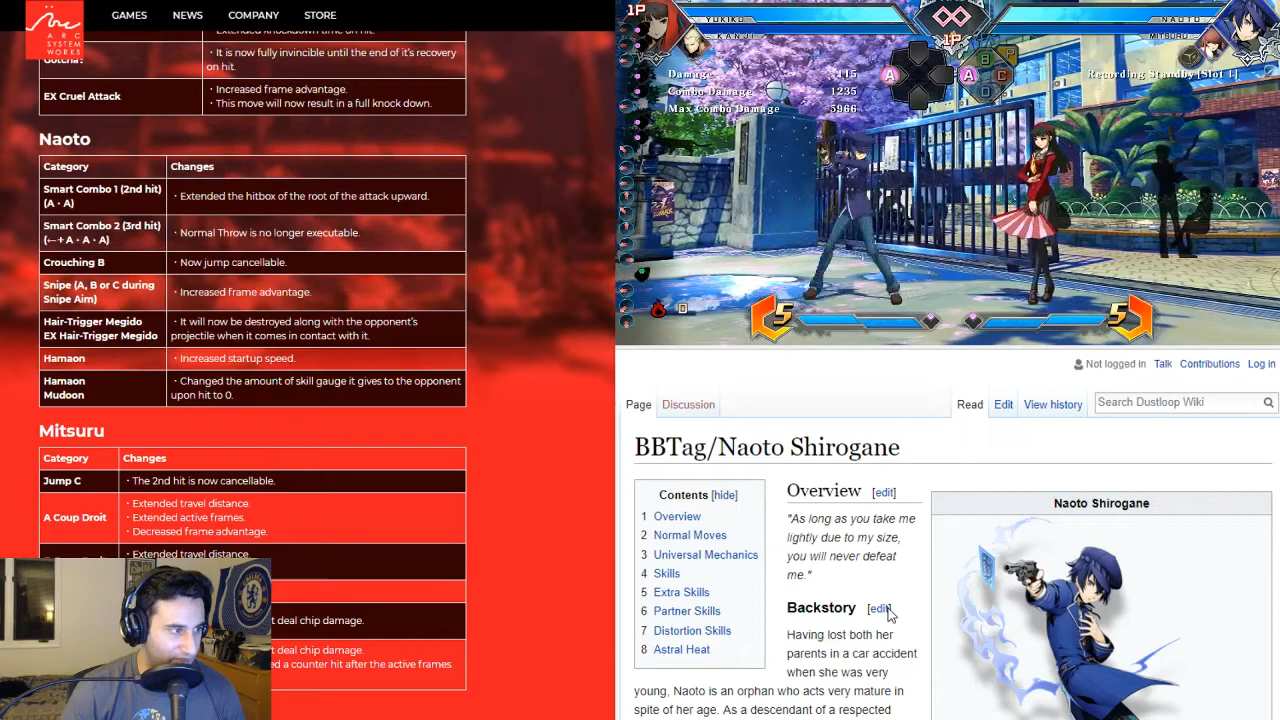 GAMES NEWS COMPANY STORE
ARC
SYSTEM
WORKS
Extended knockdown time on hit.
Gotcha!
・It is now fully invincible until the end of it's recovery
on hit.
EX Cruel Attack
・Increased frame advantage.
・This move will now result in a full knock down.
Naoto
Category Changes
Smart Combo 1 (2nd hit)
(A・A)
・Extended the hitbox of the root of the attack upward.
Smart Combo 2 (3rd hit)
(←+A・A・A)
・Normal Throw is no longer executable.
Crouching B ・Now jump cancellable.
Snipe (A, B or C during
Snipe Aim)
・Increased frame advantage.
Hair-Trigger Megido
EX Hair-Trigger Megido
・It will now be destroyed along with the opponent's
projectile when it comes in contact with it.
Hamaon ・Increased startup speed.
Hamaon
Mudoon
・Changed the amount of skill gauge it gives to the opponent
upon hit to 0.
Mitsuru
Category Changes
Jump C ・The 2nd hit is now cancellable.
A Coup Droit
・Extended travel distance.
・Extended active frames.
・Decreased frame advantage.
・Extended travel distance.
t deal chip damage.
t deal chip damage.
ed a counter hit after the active frames
CHELSEA
1P
YUKIKO
KANJI
NAOTO
MITSURU
1P
Damage 115
Combo Damage 1235
Max Combo Damage 5966
A A B C D P
Recording Standby [Slot 1]
5 5
0
Not logged in Talk Contributions Log in
Page Discussion Read Edit View history Search Dustloop Wiki
BBTag/Naoto Shirogane
Contents [hide]
1 Overview
2 Normal Moves
3 Universal Mechanics
4 Skills
5 Extra Skills
6 Partner Skills
7 Distortion Skills
8 Astral Heat
Overview [edit]
"As long as you take me
lightly due to my size,
you will never defeat
me."
Backstory [edit]
Having lost both her
parents in a car accident
when she was very
young, Naoto is an orphan who acts very mature in
spite of her age. As a descendant of a respected
Naoto Shirogane